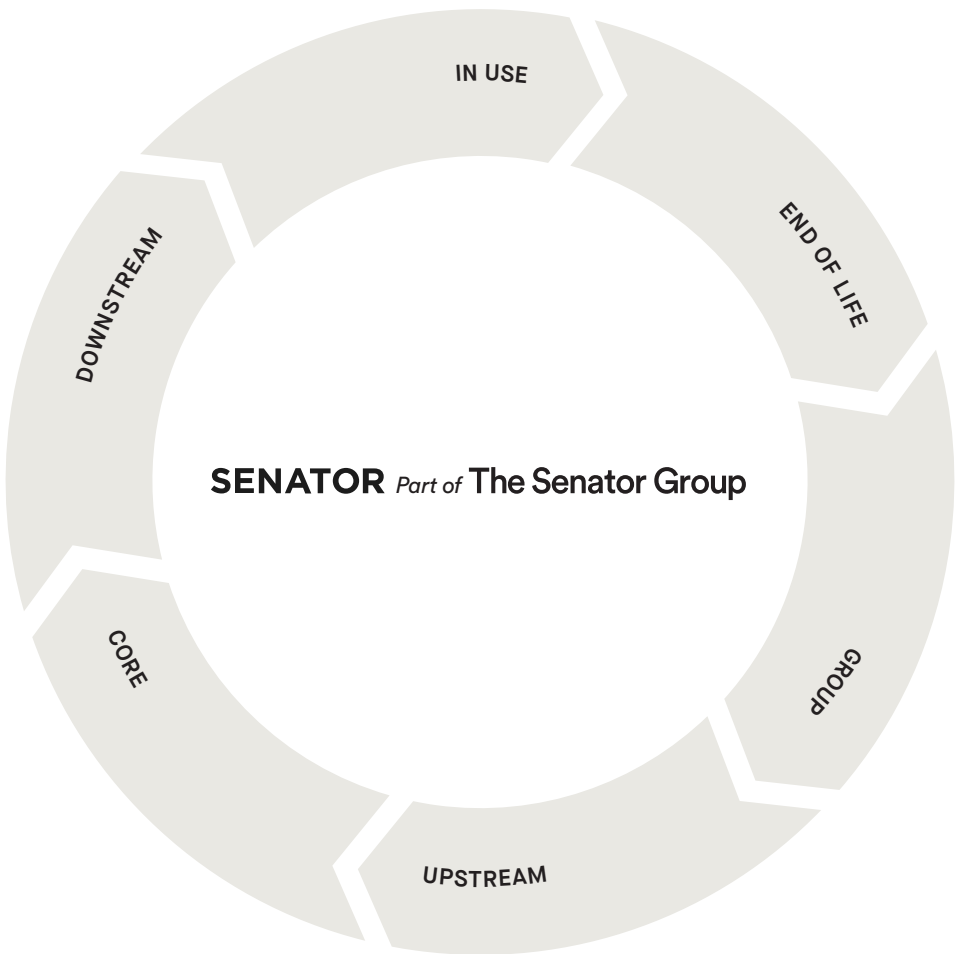 IN USE
END OF LIFE
GROUP
UPSTREAM
CORE
DOWNSTREAM
SENATOR Part of The Senator Group